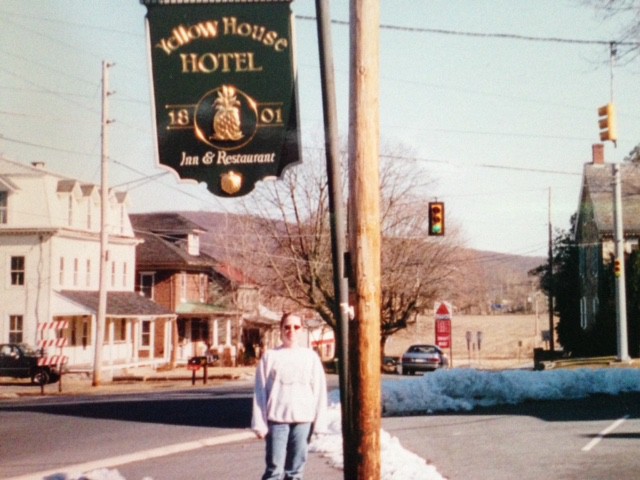 Yellow House
HOTEL
18 01
Inn & Restaurant